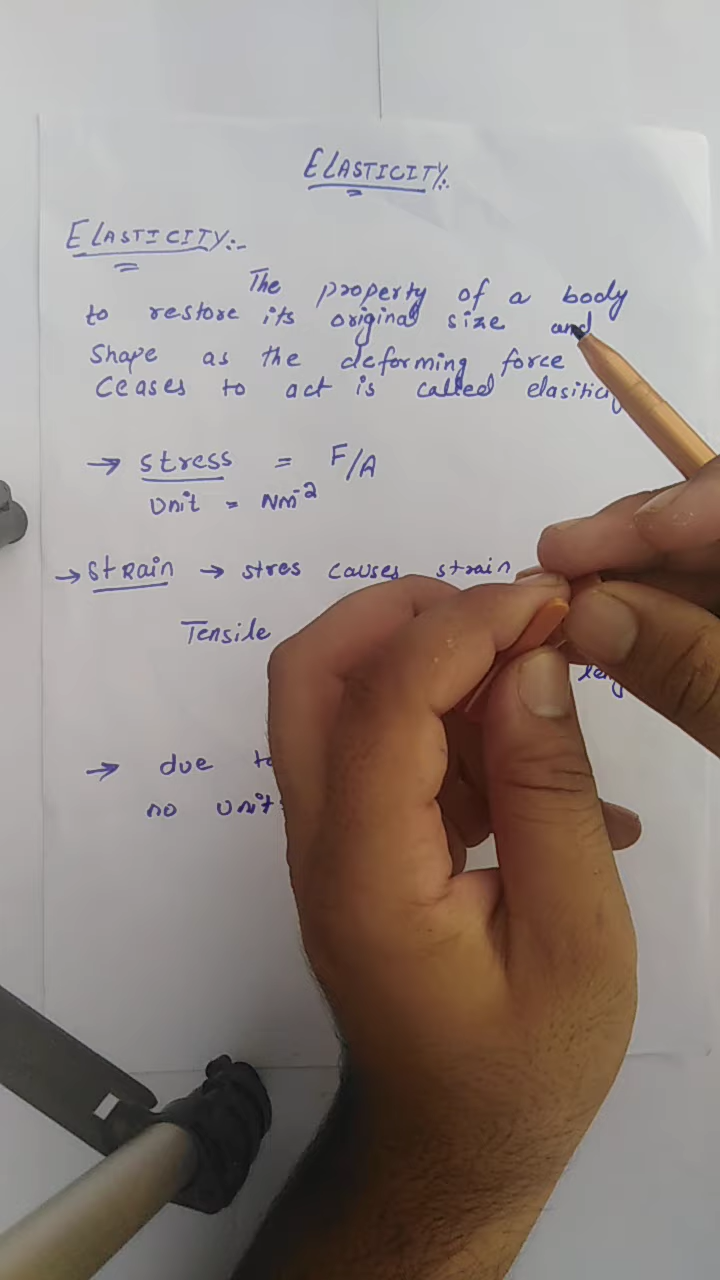 ELASTICITY:.
ELASTICITY:-
The property of a body
to restore its original size and
Shape as the deforming force
Ceases to act is called
→ stress = F/A
Unit = Nm⁻²
→ StRain → stres causes strain
Tensile
→ due to
no unit